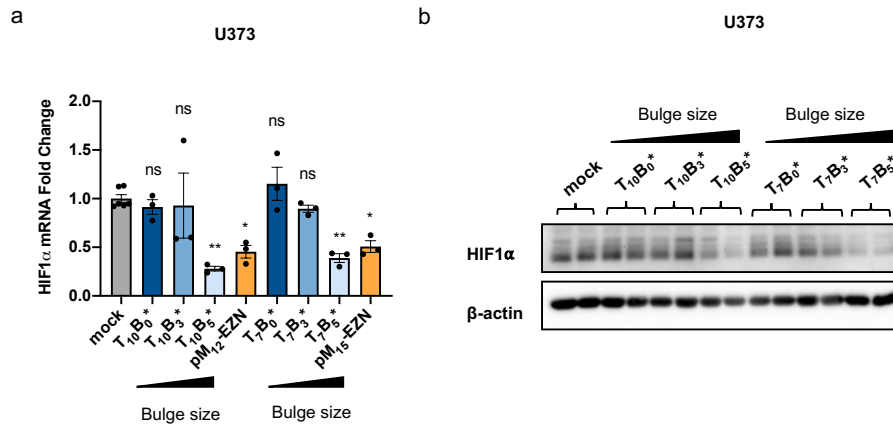 a
U373
HIF1α mRNA Fold Change
2.0
1.5
1.0
0.5
0.0
ns
ns
**
*
ns
ns
**
*
mock
T10B0*
T10B3*
T10B5*
pM12-EZN
T7B0*
T7B3*
T7B5*
pM15-EZN
Bulge size
Bulge size
b
U373
Bulge size
Bulge size
mock
T10B0*
T10B3*
T10B5*
T7B0*
T7B3*
T7B5*
HIF1α
β-actin